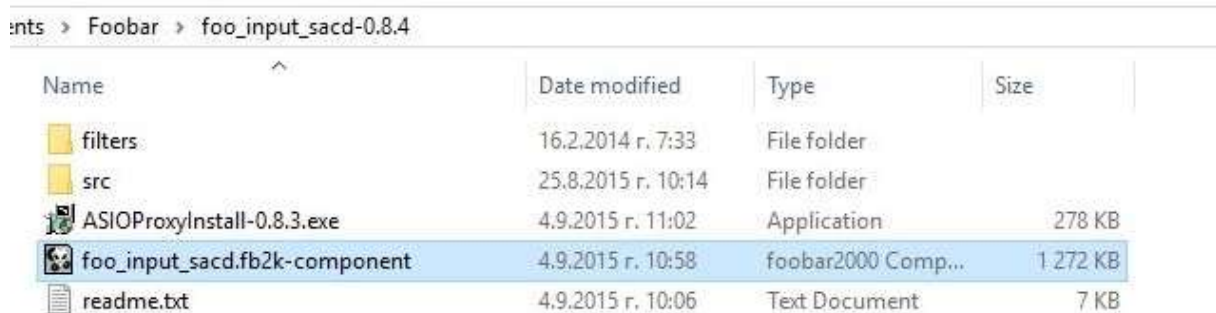 ents > Foobar > foo_input_sacd-0.8.4
Name Date modified Type Size
filters 16.2.2014 г. 7:33 File folder
src 25.8.2015 г. 10:14 File folder
ASIOProxyInstall-0.8.3.exe 4.9.2015 г. 11:02 Application 278 KB
foo_input_sacd.fb2k-component 4.9.2015 г. 10:58 foobar2000 Comp... 1 272 KB
readme.txt 4.9.2015 г. 10:06 Text Document 7 KB